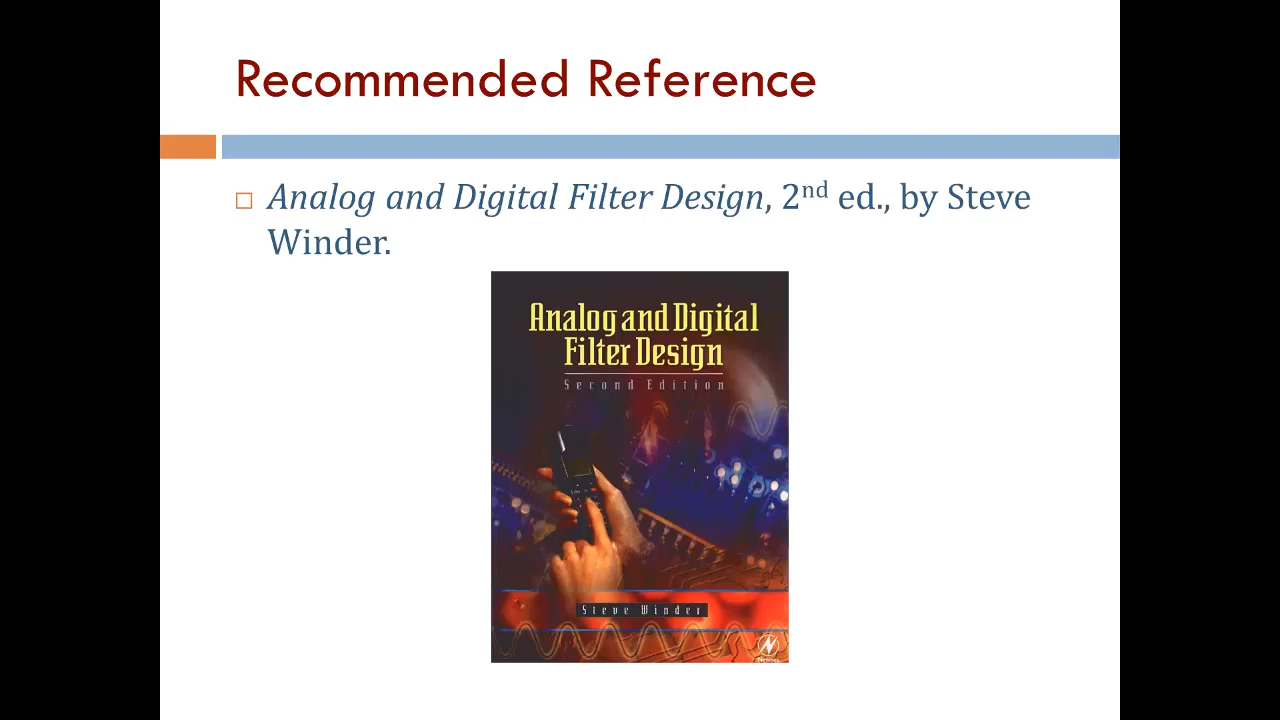 Recommended Reference
□ Analog and Digital Filter Design, 2nd ed., by Steve
Winder.
Analog and Digital
Filter Design
Second Edition
Steve Winder
Newnes